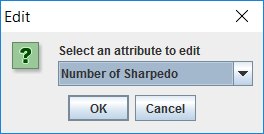 Edit
?
Select an attribute to edit
Number of Sharpedo
OK
Cancel